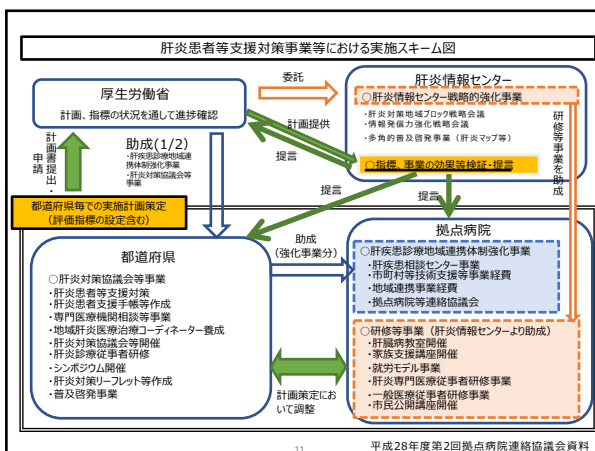 肝炎患者等支援対策事業等における実施スキーム図
厚生労働省
計画、指標の状況を通して進捗確認
委託
計画提供
提言
肝炎情報センター
○肝炎情報センター戦略的強化事業
・肝炎対策地域ブロック戦略会議
・情報発信力強化戦略会議
・多角的普及啓発事業（肝炎マップ等）
○指標、事業の効果等検証・提言
研修等事業を助成
計画書提出・
申請
助成(1/2)
・肝疾患診療地域連
携体制強化事業
・肝炎対策協議会等
事業
提言
提言
都道府県毎での実施計画策定
（評価指標の設定含む）
都道府県
○肝炎対策協議会等事業
・肝炎患者等支援対策
・肝炎患者支援手帳等作成
・専門医療機関相談等事業
・地域肝炎医療治療コーディネーター養成
・肝炎対策協議会等開催
・肝炎診療従事者研修
・シンポジウム開催
・肝炎対策リーフレット等作成
・普及啓発事業
助成
（強化事業分）
計画策定にお
いて調整
拠点病院
○肝疾患診療地域連携体制強化事業
・肝疾患相談センター事業
・市町村等技術支援等事業経費
・地域連携事業経費
・拠点病院等連絡協議会
○研修等事業（肝炎情報センターより助成）
・肝臓病教室開催
・家族支援講座開催
・就労モデル事業
・肝炎専門医療従事者研修事業
・一般医療従事者研修事業
・市民公開講座開催
11
平成28年度第2回拠点病院連絡協議会資料